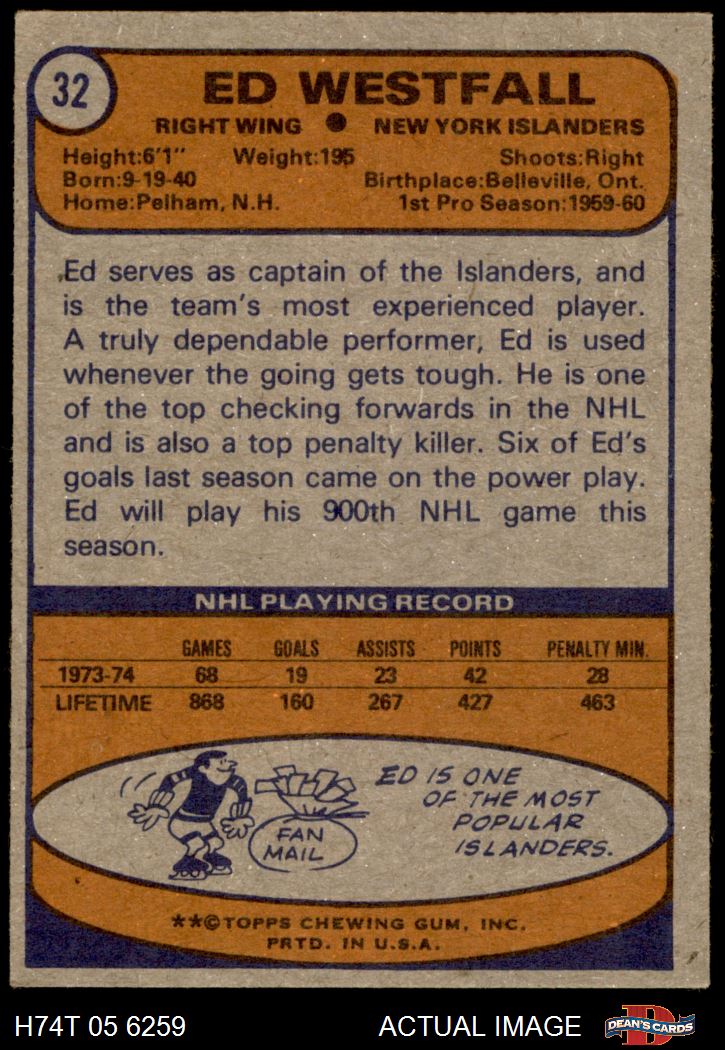 32
ED WESTFALL
RIGHT WING ● NEW YORK ISLANDERS
Height:6'1" Weight:195 Shoots:Right
Born:9-19-40 Birthplace:Belleville, Ont.
Home:Pelham, N.H. 1st Pro Season:1959-60
Ed serves as captain of the Islanders, and
is the team's most experienced player.
A truly dependable performer, Ed is used
whenever the going gets tough. He is one
of the top checking forwards in the NHL
and is also a top penalty killer. Six of Ed's
goals last season came on the power play.
Ed will play his 900th NHL game this
season.
NHL PLAYING RECORD
GAMES GOALS ASSISTS POINTS PENALTY MIN.
1973-74 68 19 23 42 28
LIFETIME 868 160 267 427 463
FAN
MAIL
ED IS ONE
OF THE MOST
POPULAR
ISLANDERS.
**©TOPPS CHEWING GUM, INC.
PRTD. IN U.S.A.
H74T 05 6259 ACTUAL IMAGE
D
DEAN'S CARDS